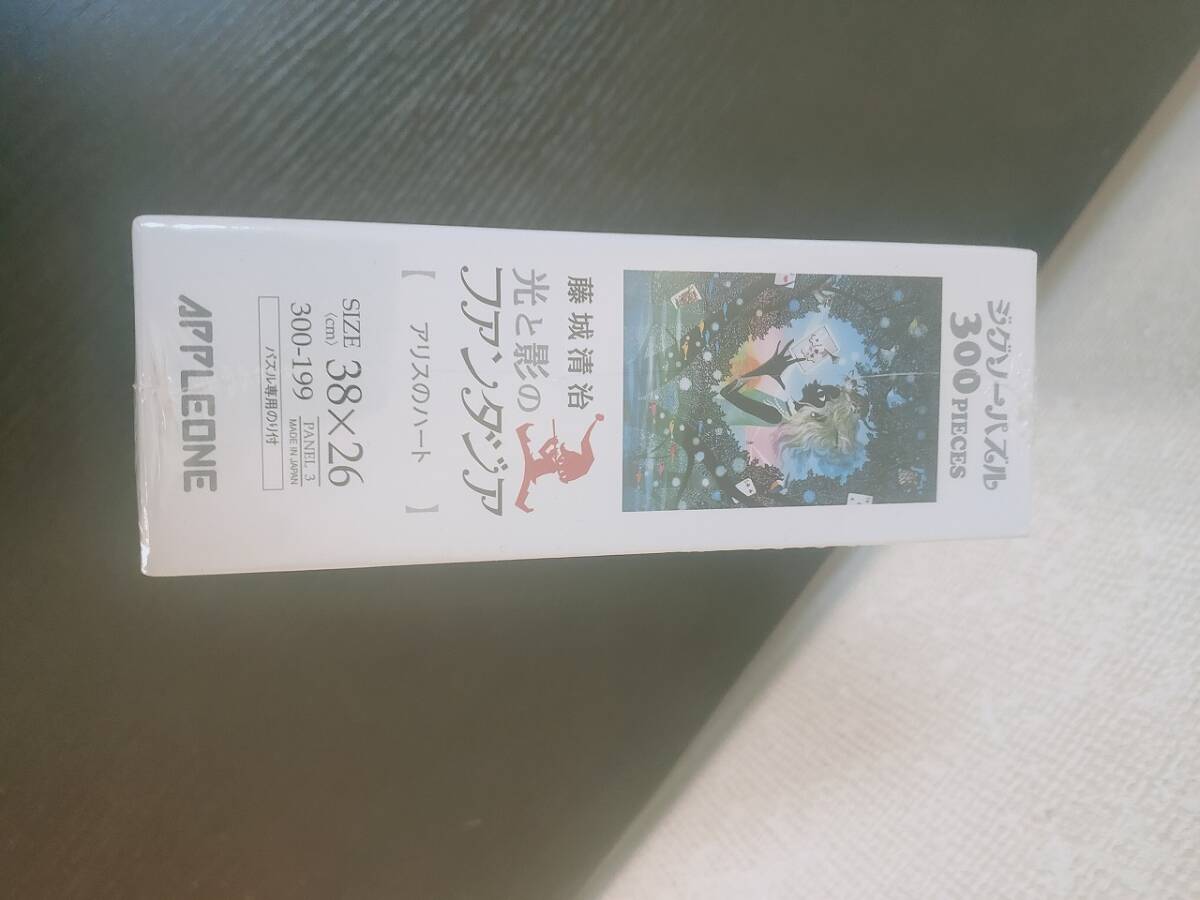 ジグソーパズル
300 PIECES
藤城清治
光と影の
ファンタジア
【 アリスのハート 】
SIZE 38×26
(cm)
300-199 PANEL 3
MADE IN JAPAN
パズル専用のり付
APPLEONE